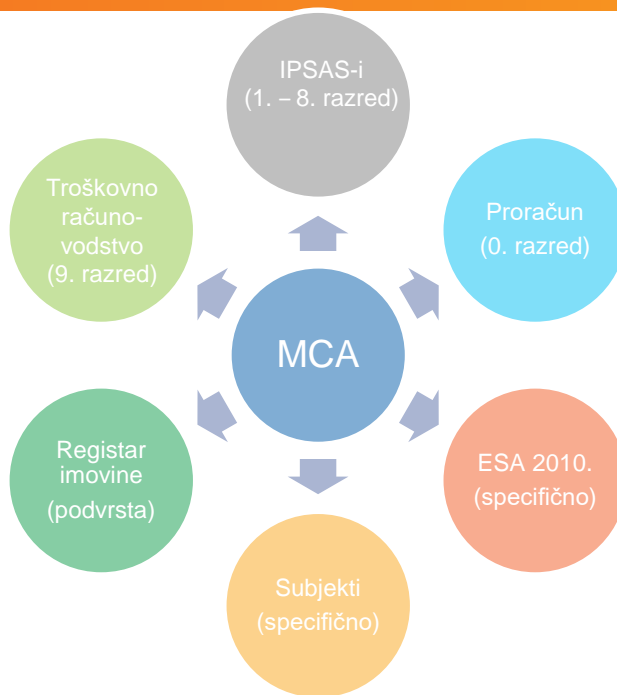 IPSAS-i
(1. – 8. razred)
Troškovno
računo-
vodstvo
(9. razred)
Proračun
(0. razred)
MCA
Registar
imovine
(podvrsta)
ESA 2010.
(specifično)
Subjekti
(specifično)